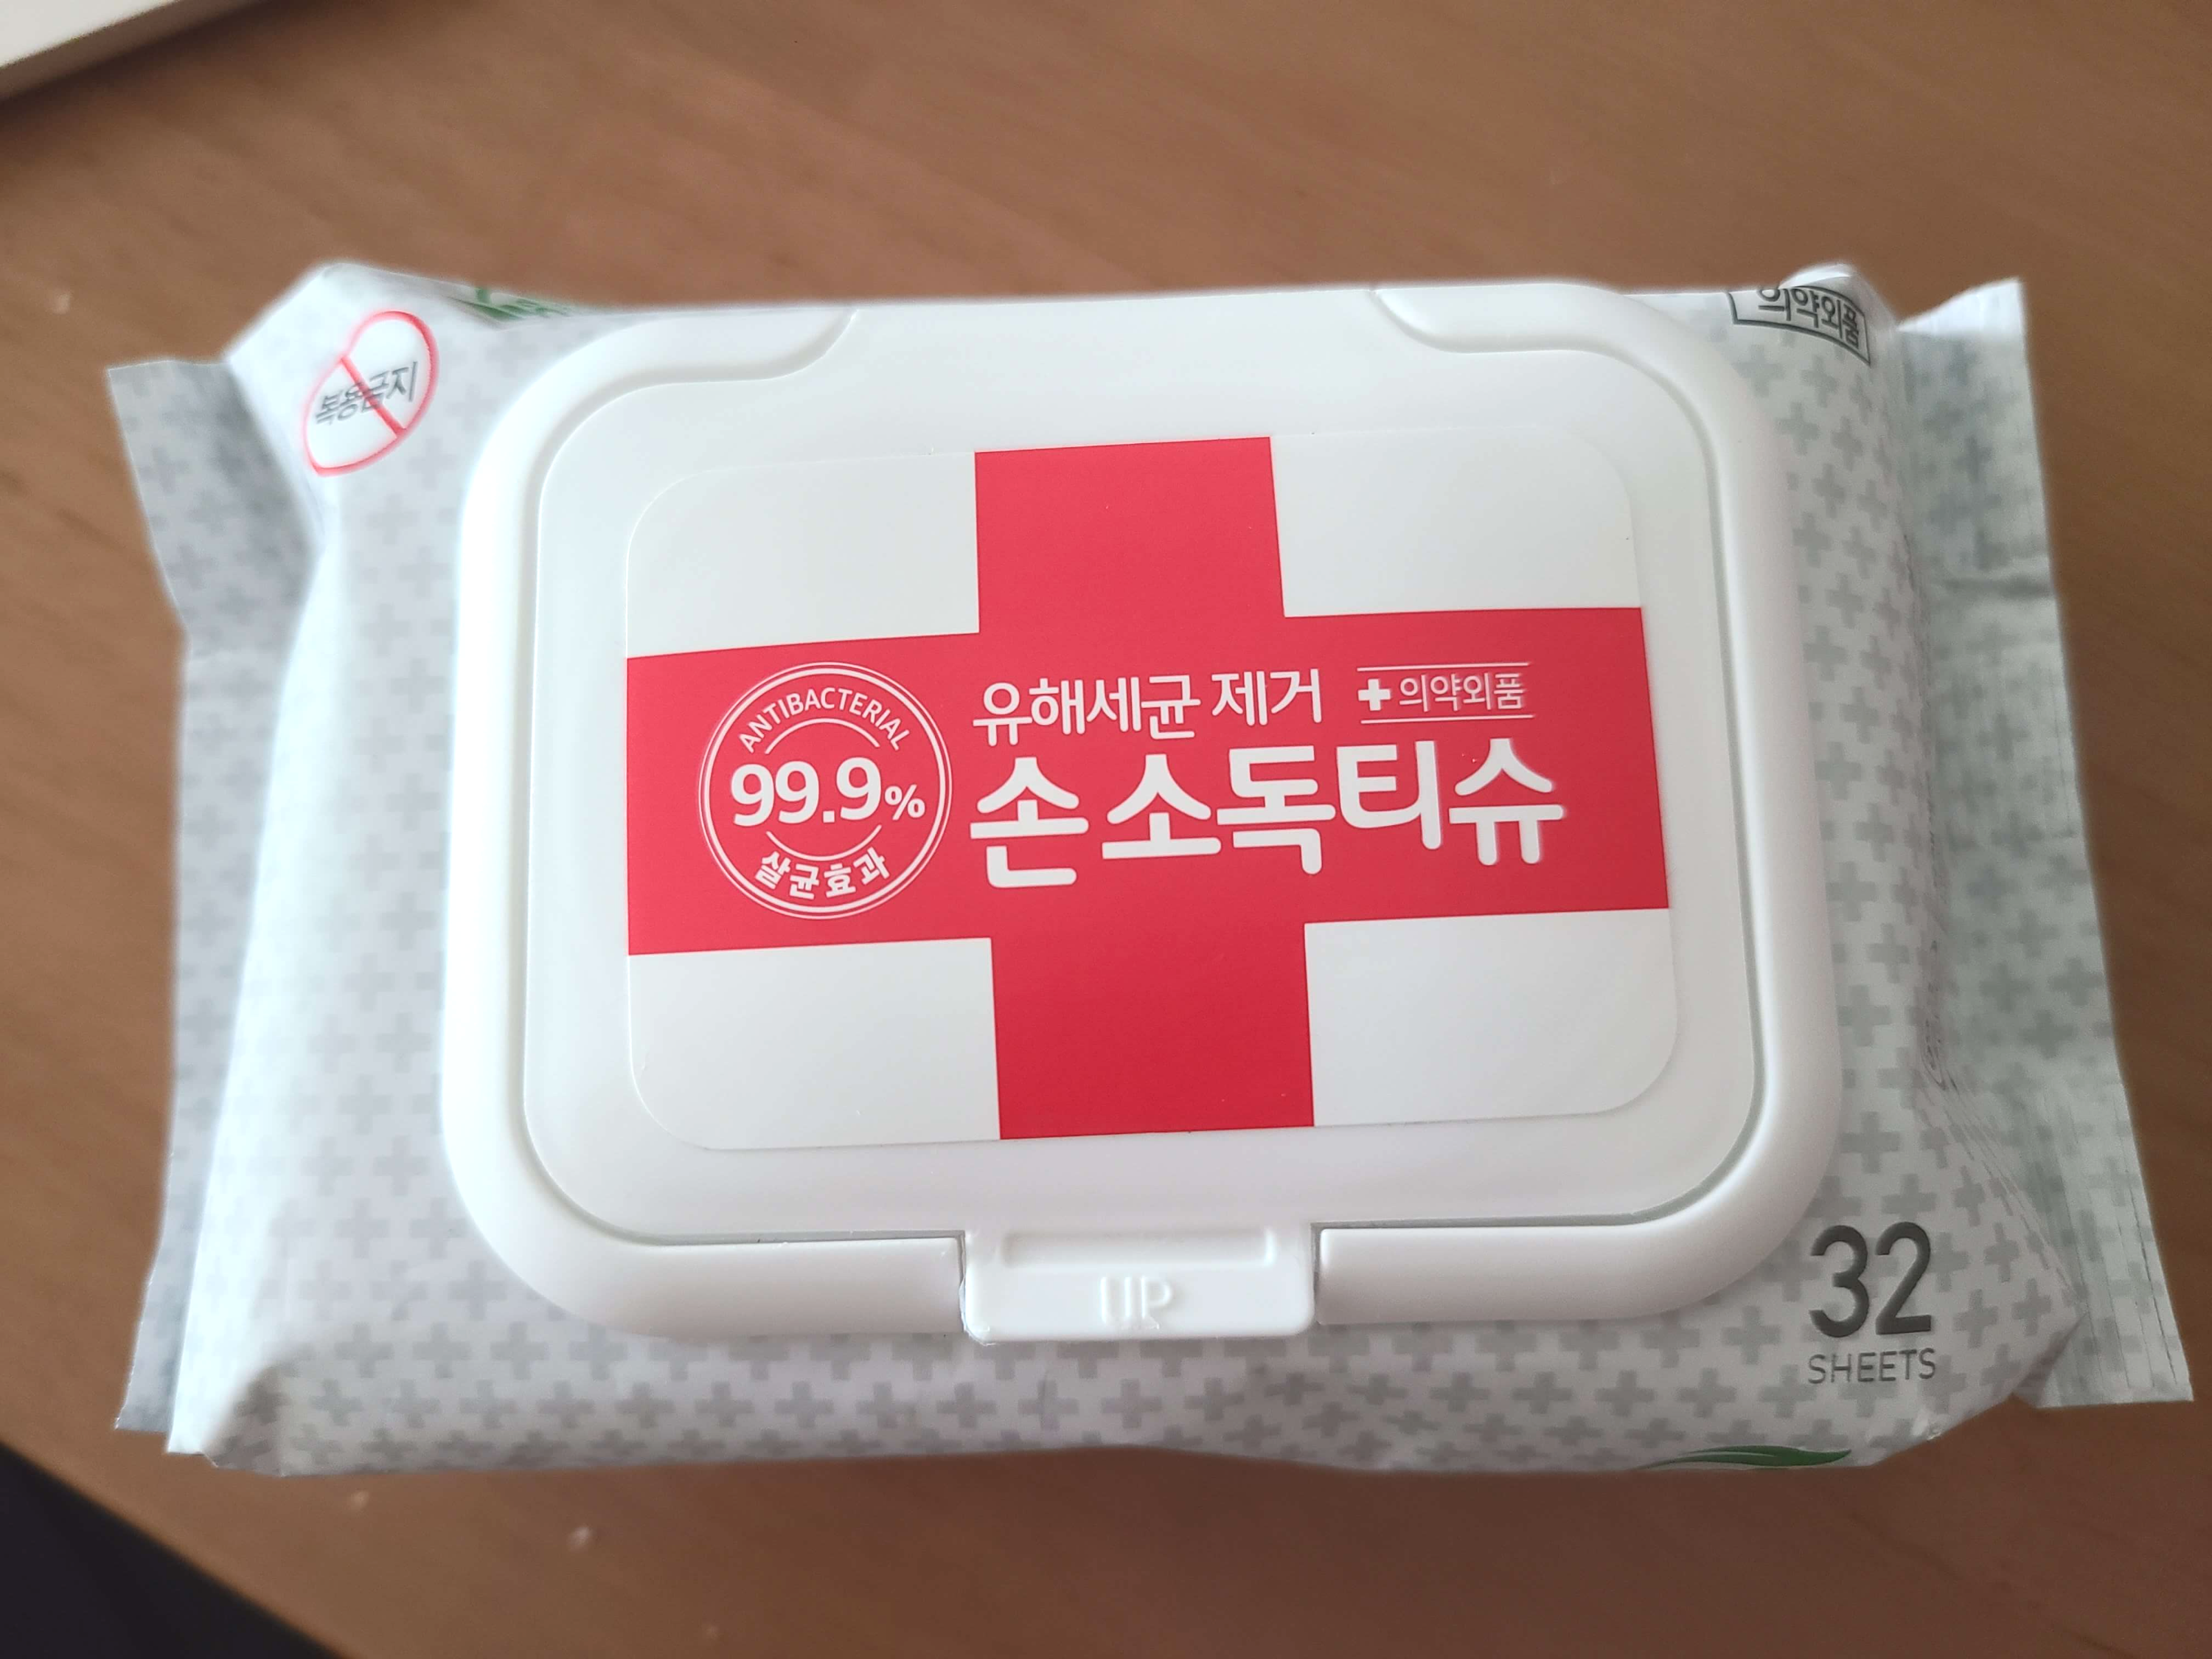 복용금지
의약외품
유해세균 제거
의약외품
ANTIBACTERIAL
99.9%
살균효과
손 소독티슈
UP
32
SHEETS